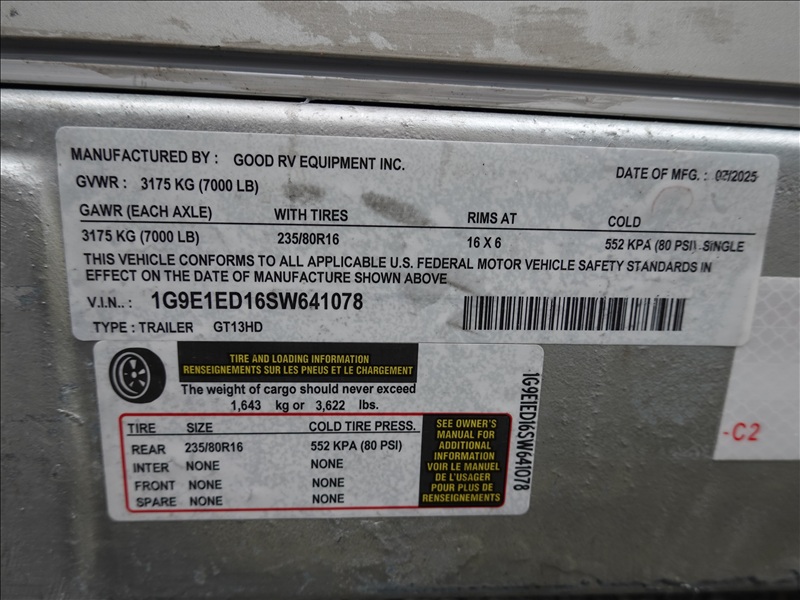 MANUFACTURED BY : GOOD RV EQUIPMENT INC.
DATE OF MFG. : 07/2025
GVWR : 3175 KG (7000 LB)
GAWR (EACH AXLE) WITH TIRES RIMS AT COLD
3175 KG (7000 LB) 235/80R16 16 X 6 552 KPA (80 PSI) SINGLE
THIS VEHICLE CONFORMS TO ALL APPLICABLE U.S. FEDERAL MOTOR VEHICLE SAFETY STANDARDS IN
EFFECT ON THE DATE OF MANUFACTURE SHOWN ABOVE
V.I.N.. : 1G9E1ED16SW641078
TYPE : TRAILER GT13HD
TIRE AND LOADING INFORMATION
RENSEIGNEMENTS SUR LES PNEUS ET LE CHARGEMENT
The weight of cargo should never exceed
1,643 kg or 3,622 lbs.
TIRE SIZE COLD TIRE PRESS.
REAR 235/80R16 552 KPA (80 PSI)
INTER NONE NONE
FRONT NONE NONE
SPARE NONE NONE
SEE OWNER'S
MANUAL FOR
ADDITIONAL
INFORMATION
VOIR LE MANUEL
DE L'USAGER
POUR PLUS DE
RENSEIGNEMENTS
1G9E1ED16SW641078
-C2